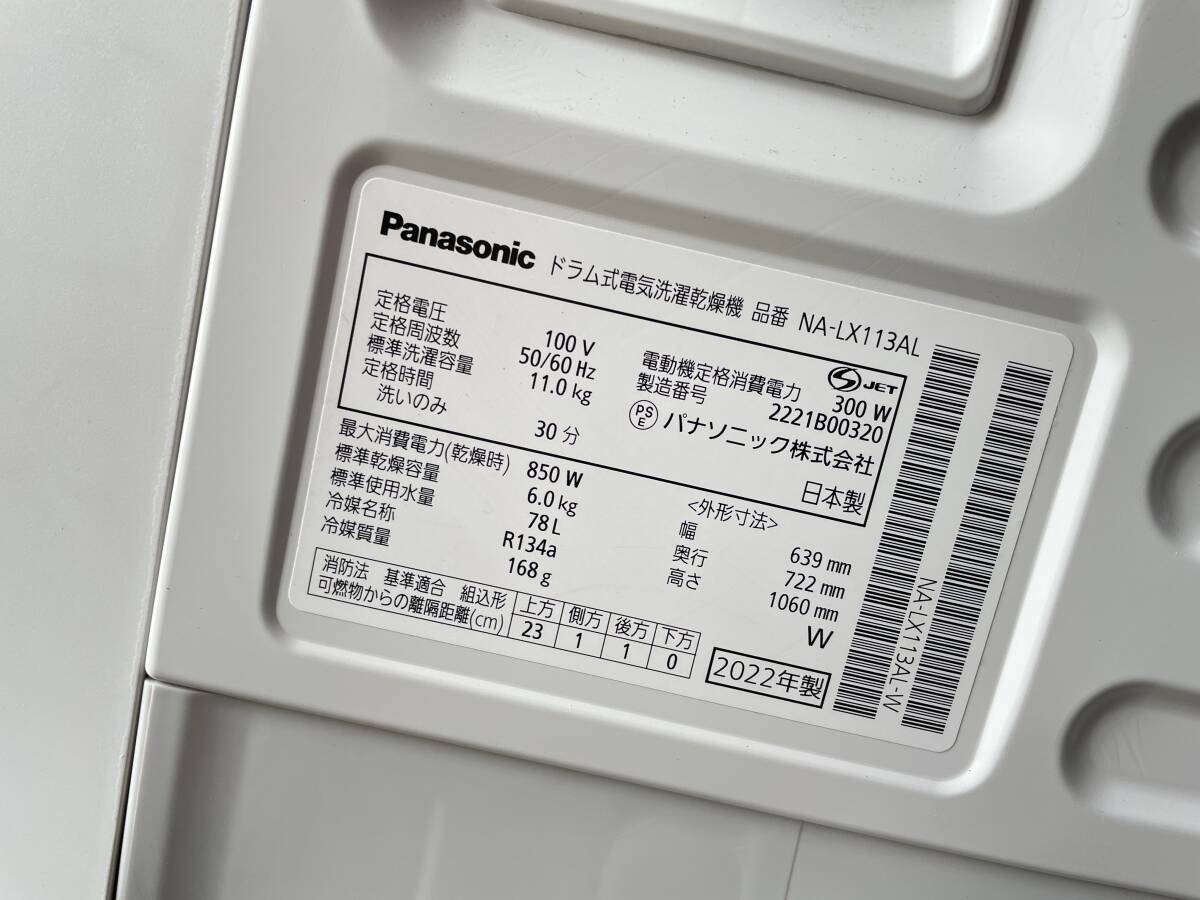 Panasonic ドラム式電気洗濯乾燥機 品番 NA-LX113AL
定格電圧 100 V
定格周波数 50/60 Hz
標準洗濯容量 11.0 kg
定格時間
洗いのみ 30 分
電動機定格消費電力 300 W
製造番号 2221B00320
S JET
PSE パナソニック株式会社
日本製
最大消費電力(乾燥時) 850 W
標準乾燥容量 6.0 kg
標準使用水量 78 L
冷媒名称 R134a
冷媒質量 168 g
<外形寸法>
幅 639 mm
奥行 722 mm
高さ 1060 mm
W
消防法 基準適合 組込形 上方 側方 後方 下方
可燃物からの離隔距離(cm) 23 1 1 0
2022年製
NA-LX113AL-W